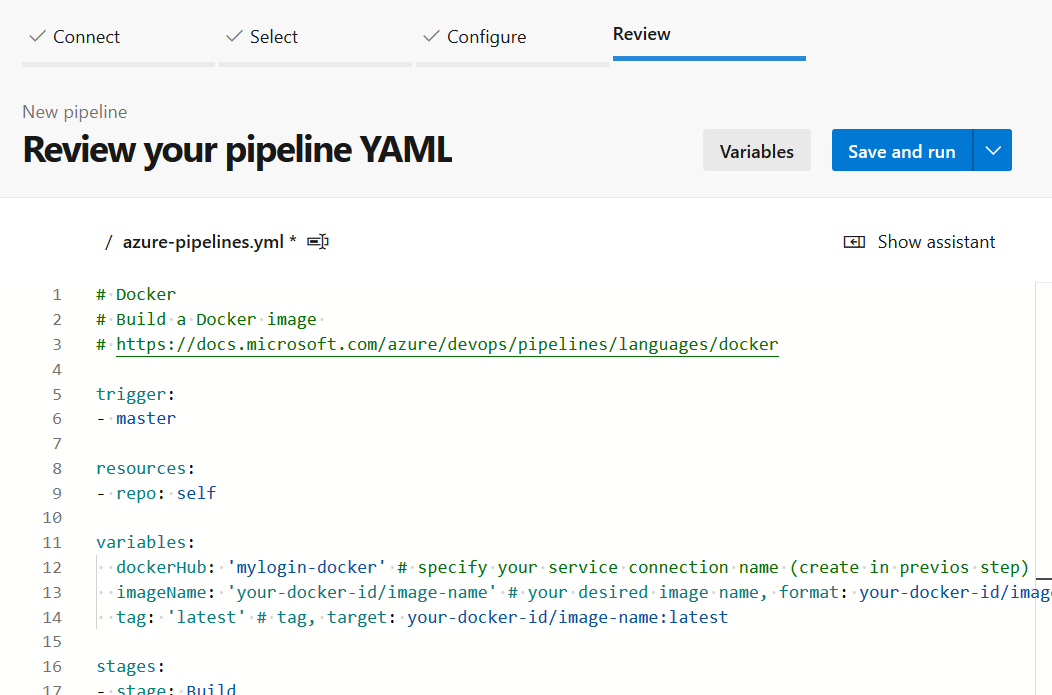 Connect
Select
Configure
Review
New pipeline
Review your pipeline YAML
Variables
Save and run
/ azure-pipelines.yml *
Show assistant
1 # Docker
2 # Build a Docker image
3 # https://docs.microsoft.com/azure/devops/pipelines/languages/docker
4
5 trigger:
6 - master
7
8 resources:
9 - repo: self
10
11 variables:
12 dockerHub: 'mylogin-docker' # specify your service connection name (create in previos step)
13 imageName: 'your-docker-id/image-name' # your desired image name, format: your-docker-id/imag
14 tag: 'latest' # tag, target: your-docker-id/image-name:latest
15
16 stages:
17 - stage: Build